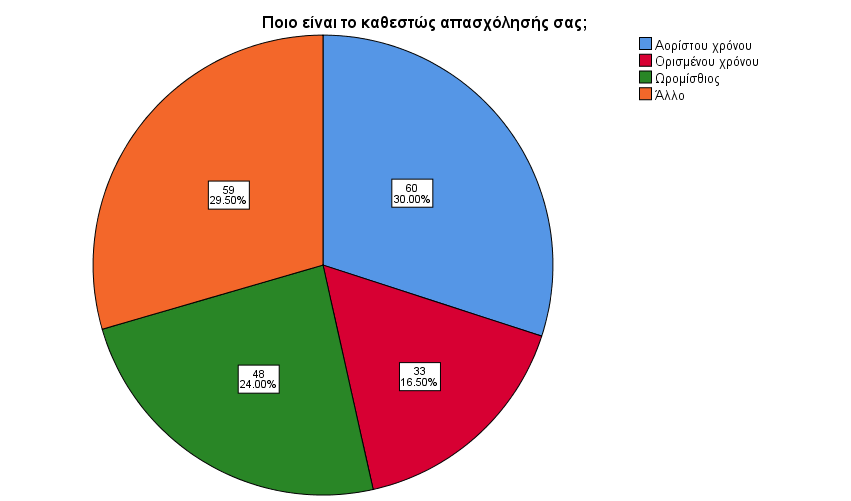 Ποιο είναι το καθεστώς απασχόλησής σας;
Αορίστου χρόνου
Ορισμένου χρόνου
Ωρομίσθιος
Άλλο
59
29.50%
60
30.00%
48
24.00%
33
16.50%